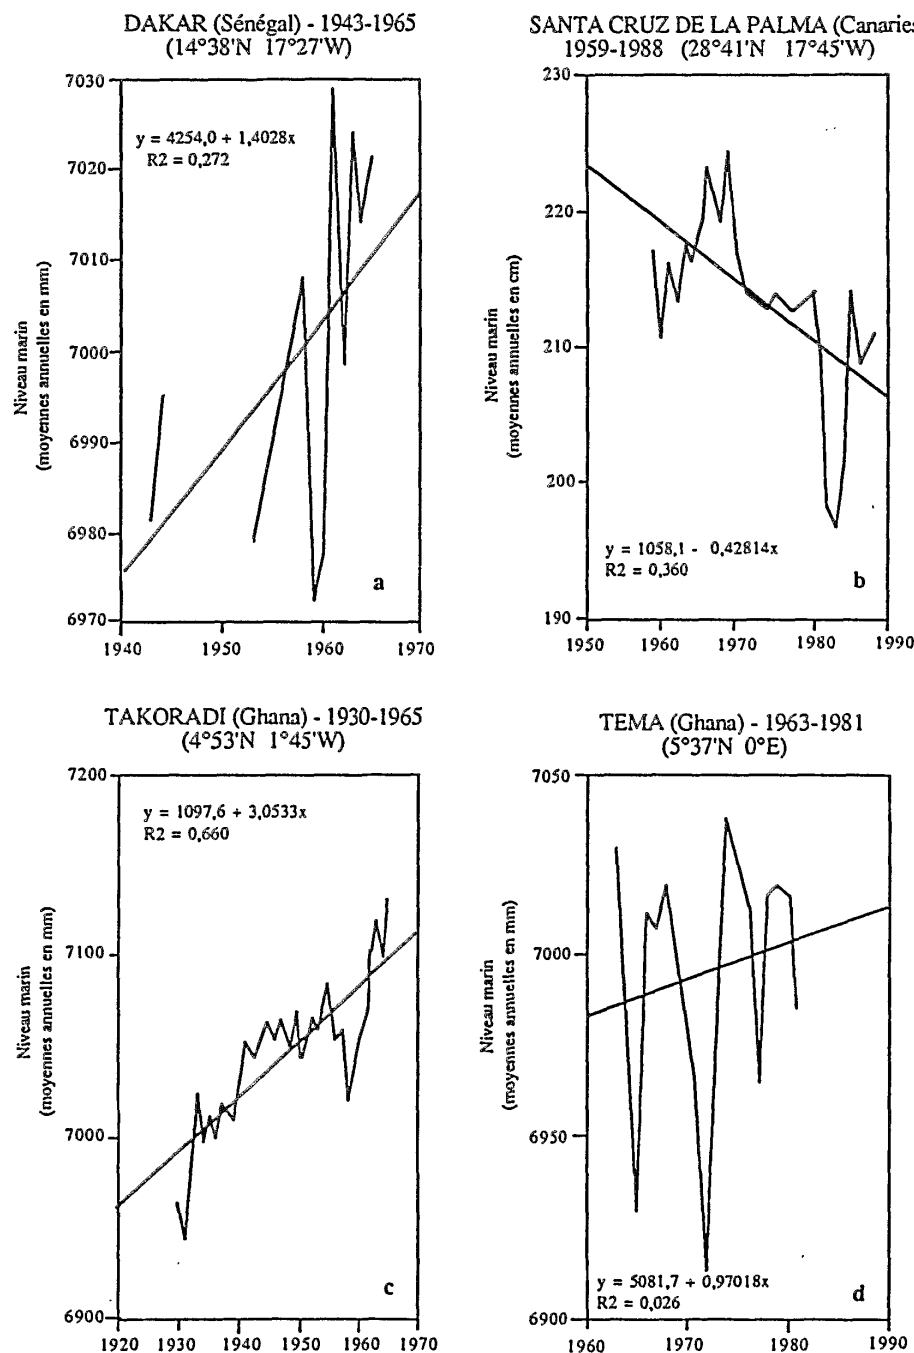 DAKAR (Sénégal) - 1943-1965
(14°38'N 17°27'W)
7030
7020
7010
7000
6990
6980
6970
Niveau marin
(moyennes annuelles en mm)
y = 4254,0 + 1,4028x
R2 = 0,272
a
1940
1950
1960
1970
SANTA CRUZ DE LA PALMA (Canaries
1959-1988 (28°41'N 17°45'W)
230
220
210
200
190
Niveau marin
(moyennes annuelles en cm)
y = 1058,1 - 0,42814x
R2 = 0,360
b
1950
1960
1970
1980
1990
TAKORADI (Ghana) - 1930-1965
(4°53'N 1°45'W)
7200
7100
7000
6900
Niveau marin
(moyennes annuelles en mm)
y = 1097,6 + 3,0533x
R2 = 0,660
c
1920
1930
1940
1950
1960
1970
TEMA (Ghana) - 1963-1981
(5°37'N 0°E)
7050
7000
6950
6900
Niveau marin
(moyennes annuelles en mm)
y = 5081,7 + 0,97018x
R2 = 0,026
d
1960
1970
1980
1990